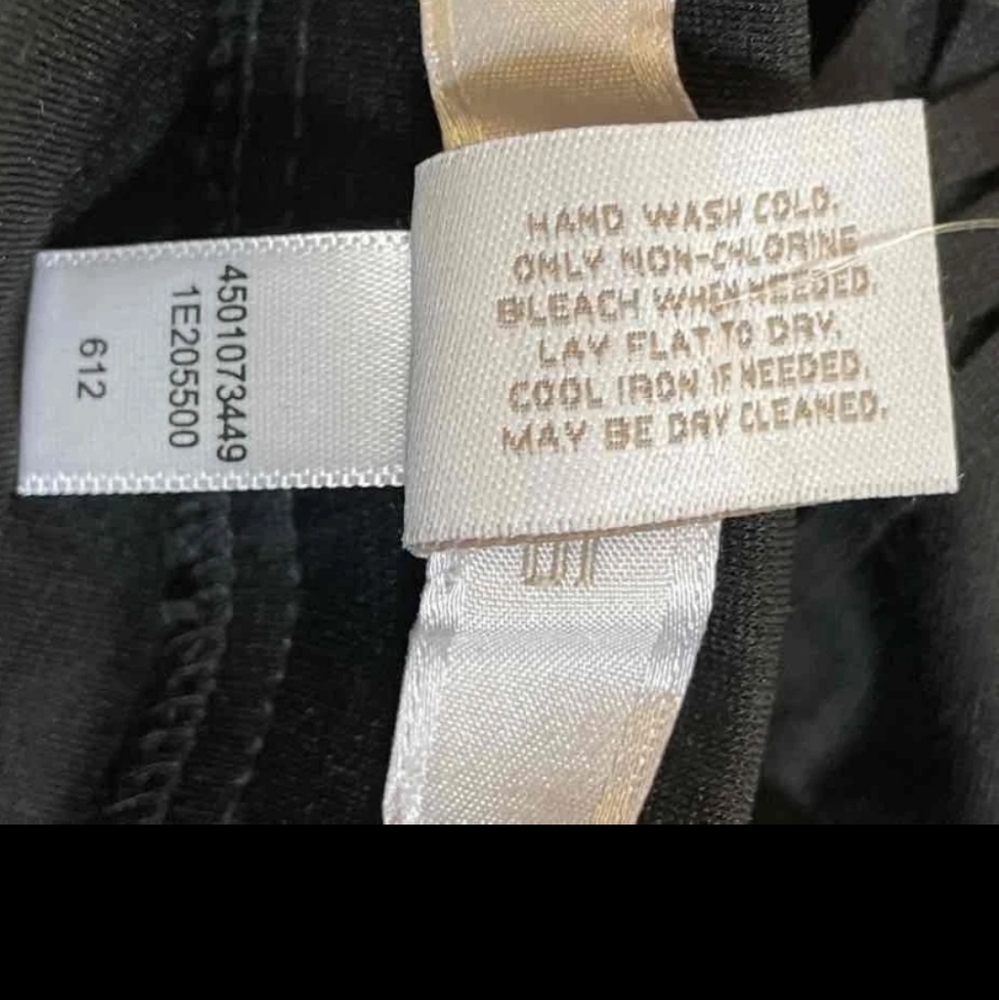 HAND WASH COLD.
ONLY NON-CHLORINE
BLEACH WHEN NEEDED.
LAY FLAT TO DRY.
COOL IRON IF NEEDED.
MAY BE DRY CLEANED.
4501073449
1E205500
612